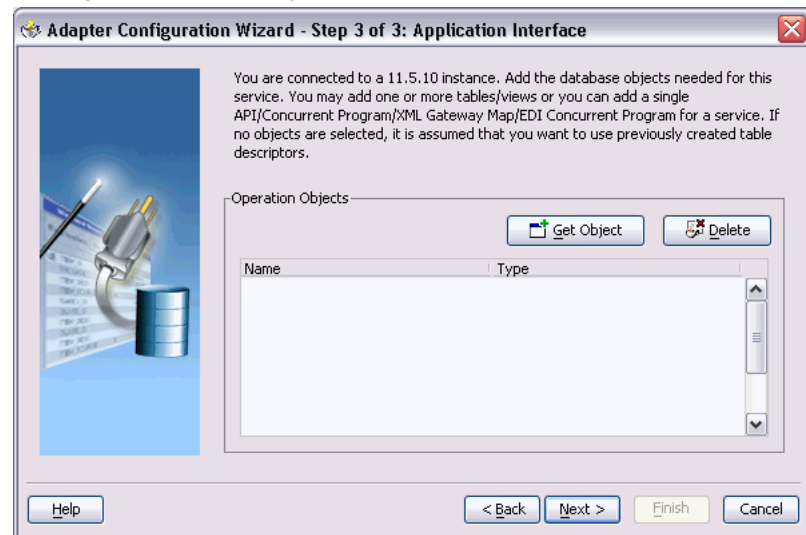 Adapter Configuration Wizard - Step 3 of 3: Application Interface
You are connected to a 11.5.10 instance. Add the database objects needed for this
service. You may add one or more tables/views or you can add a single
API/Concurrent Program/XML Gateway Map/EDI Concurrent Program for a service. If
no objects are selected, it is assumed that you want to use previously created table
descriptors.
Operation Objects
Get Object
Delete
Name
Type
Help
< Back
Next >
Finish
Cancel